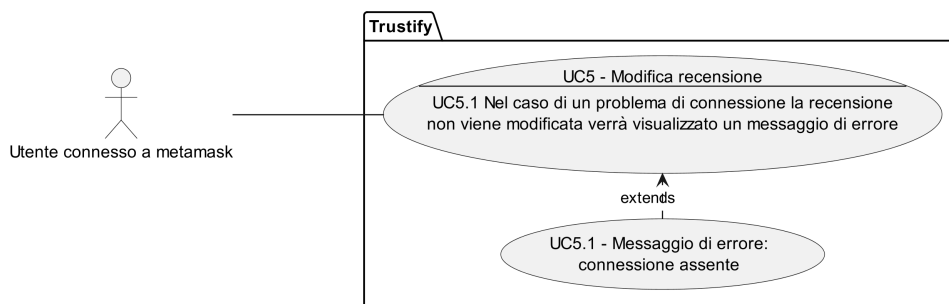 Trustify
UC5 - Modifica recensione
UC5.1 Nel caso di un problema di connessione la recensione
non viene modificata verrà visualizzato un messaggio di errore
Utente connesso a metamask
extends
UC5.1 - Messaggio di errore:
connessione assente